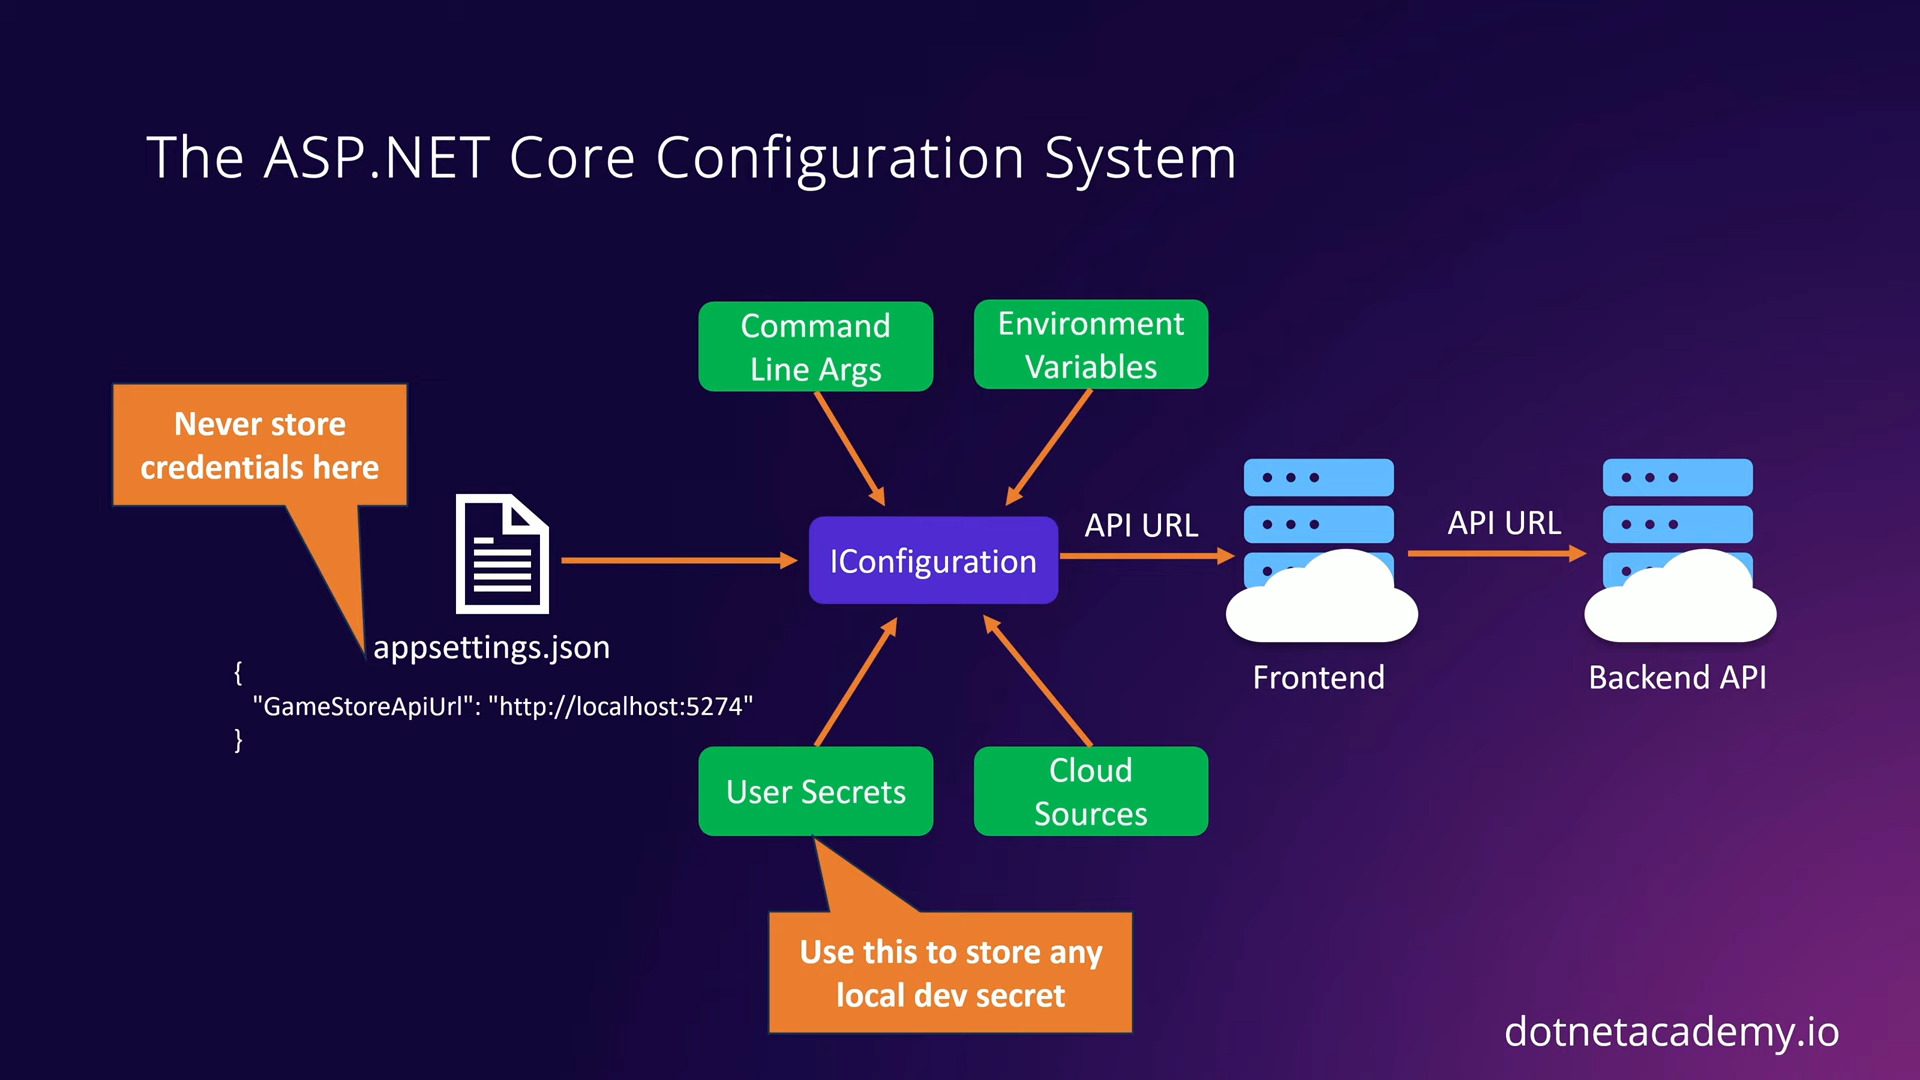 The ASP.NET Core Configuration System
Command
Line Args
Environment
Variables
Never store
credentials here
IConfiguration
API URL
API URL
appsettings.json
{
"GameStoreApiUrl": "http://localhost:5274"
}
Frontend
Backend API
User Secrets
Cloud
Sources
Use this to store any
local dev secret
dotnetacademy.io